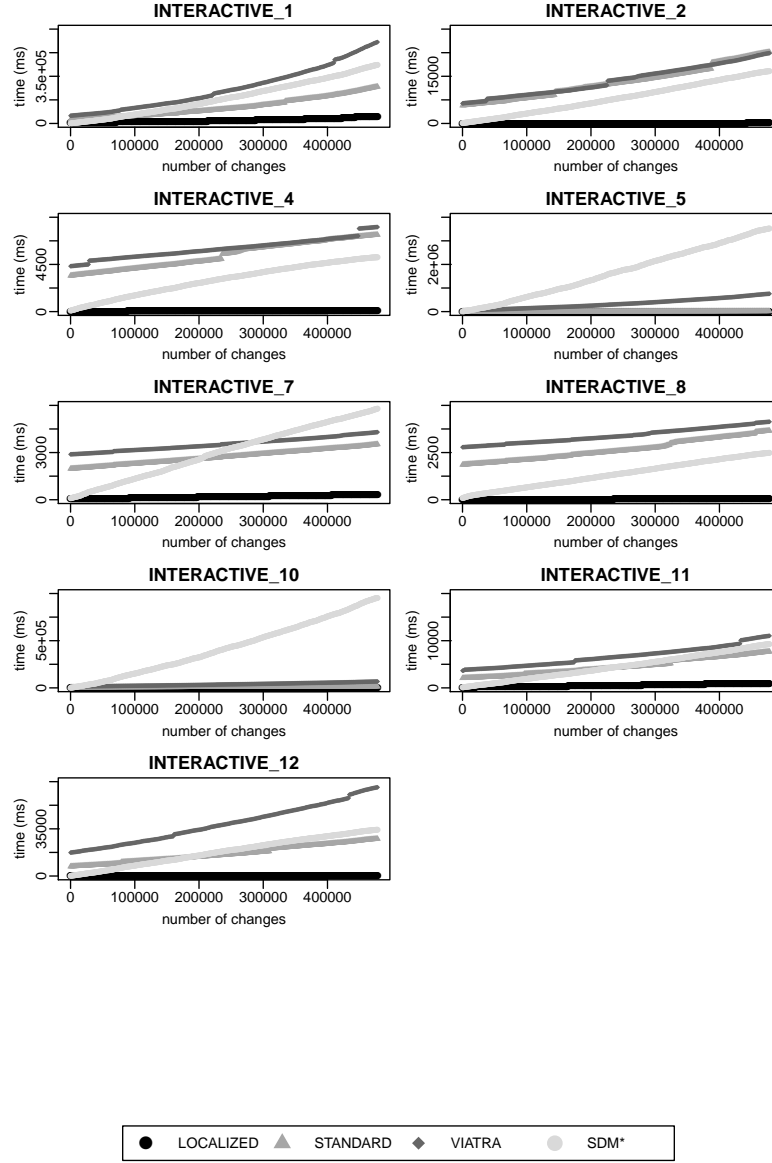 INTERACTIVE_1
time (ms)
3.5e+05
0
0 100000 200000 300000 400000
number of changes
INTERACTIVE_2
time (ms)
15000
0
0 100000 200000 300000 400000
number of changes
INTERACTIVE_4
time (ms)
4500
0
0 100000 200000 300000 400000
number of changes
INTERACTIVE_5
time (ms)
2e+06
0
0 100000 200000 300000 400000
number of changes
INTERACTIVE_7
time (ms)
3000
0
0 100000 200000 300000 400000
number of changes
INTERACTIVE_8
time (ms)
2500
0
0 100000 200000 300000 400000
number of changes
INTERACTIVE_10
time (ms)
5e+05
0
0 100000 200000 300000 400000
number of changes
INTERACTIVE_11
time (ms)
10000
0
0 100000 200000 300000 400000
number of changes
INTERACTIVE_12
time (ms)
35000
0
0 100000 200000 300000 400000
number of changes
LOCALIZED STANDARD VIATRA SDM*